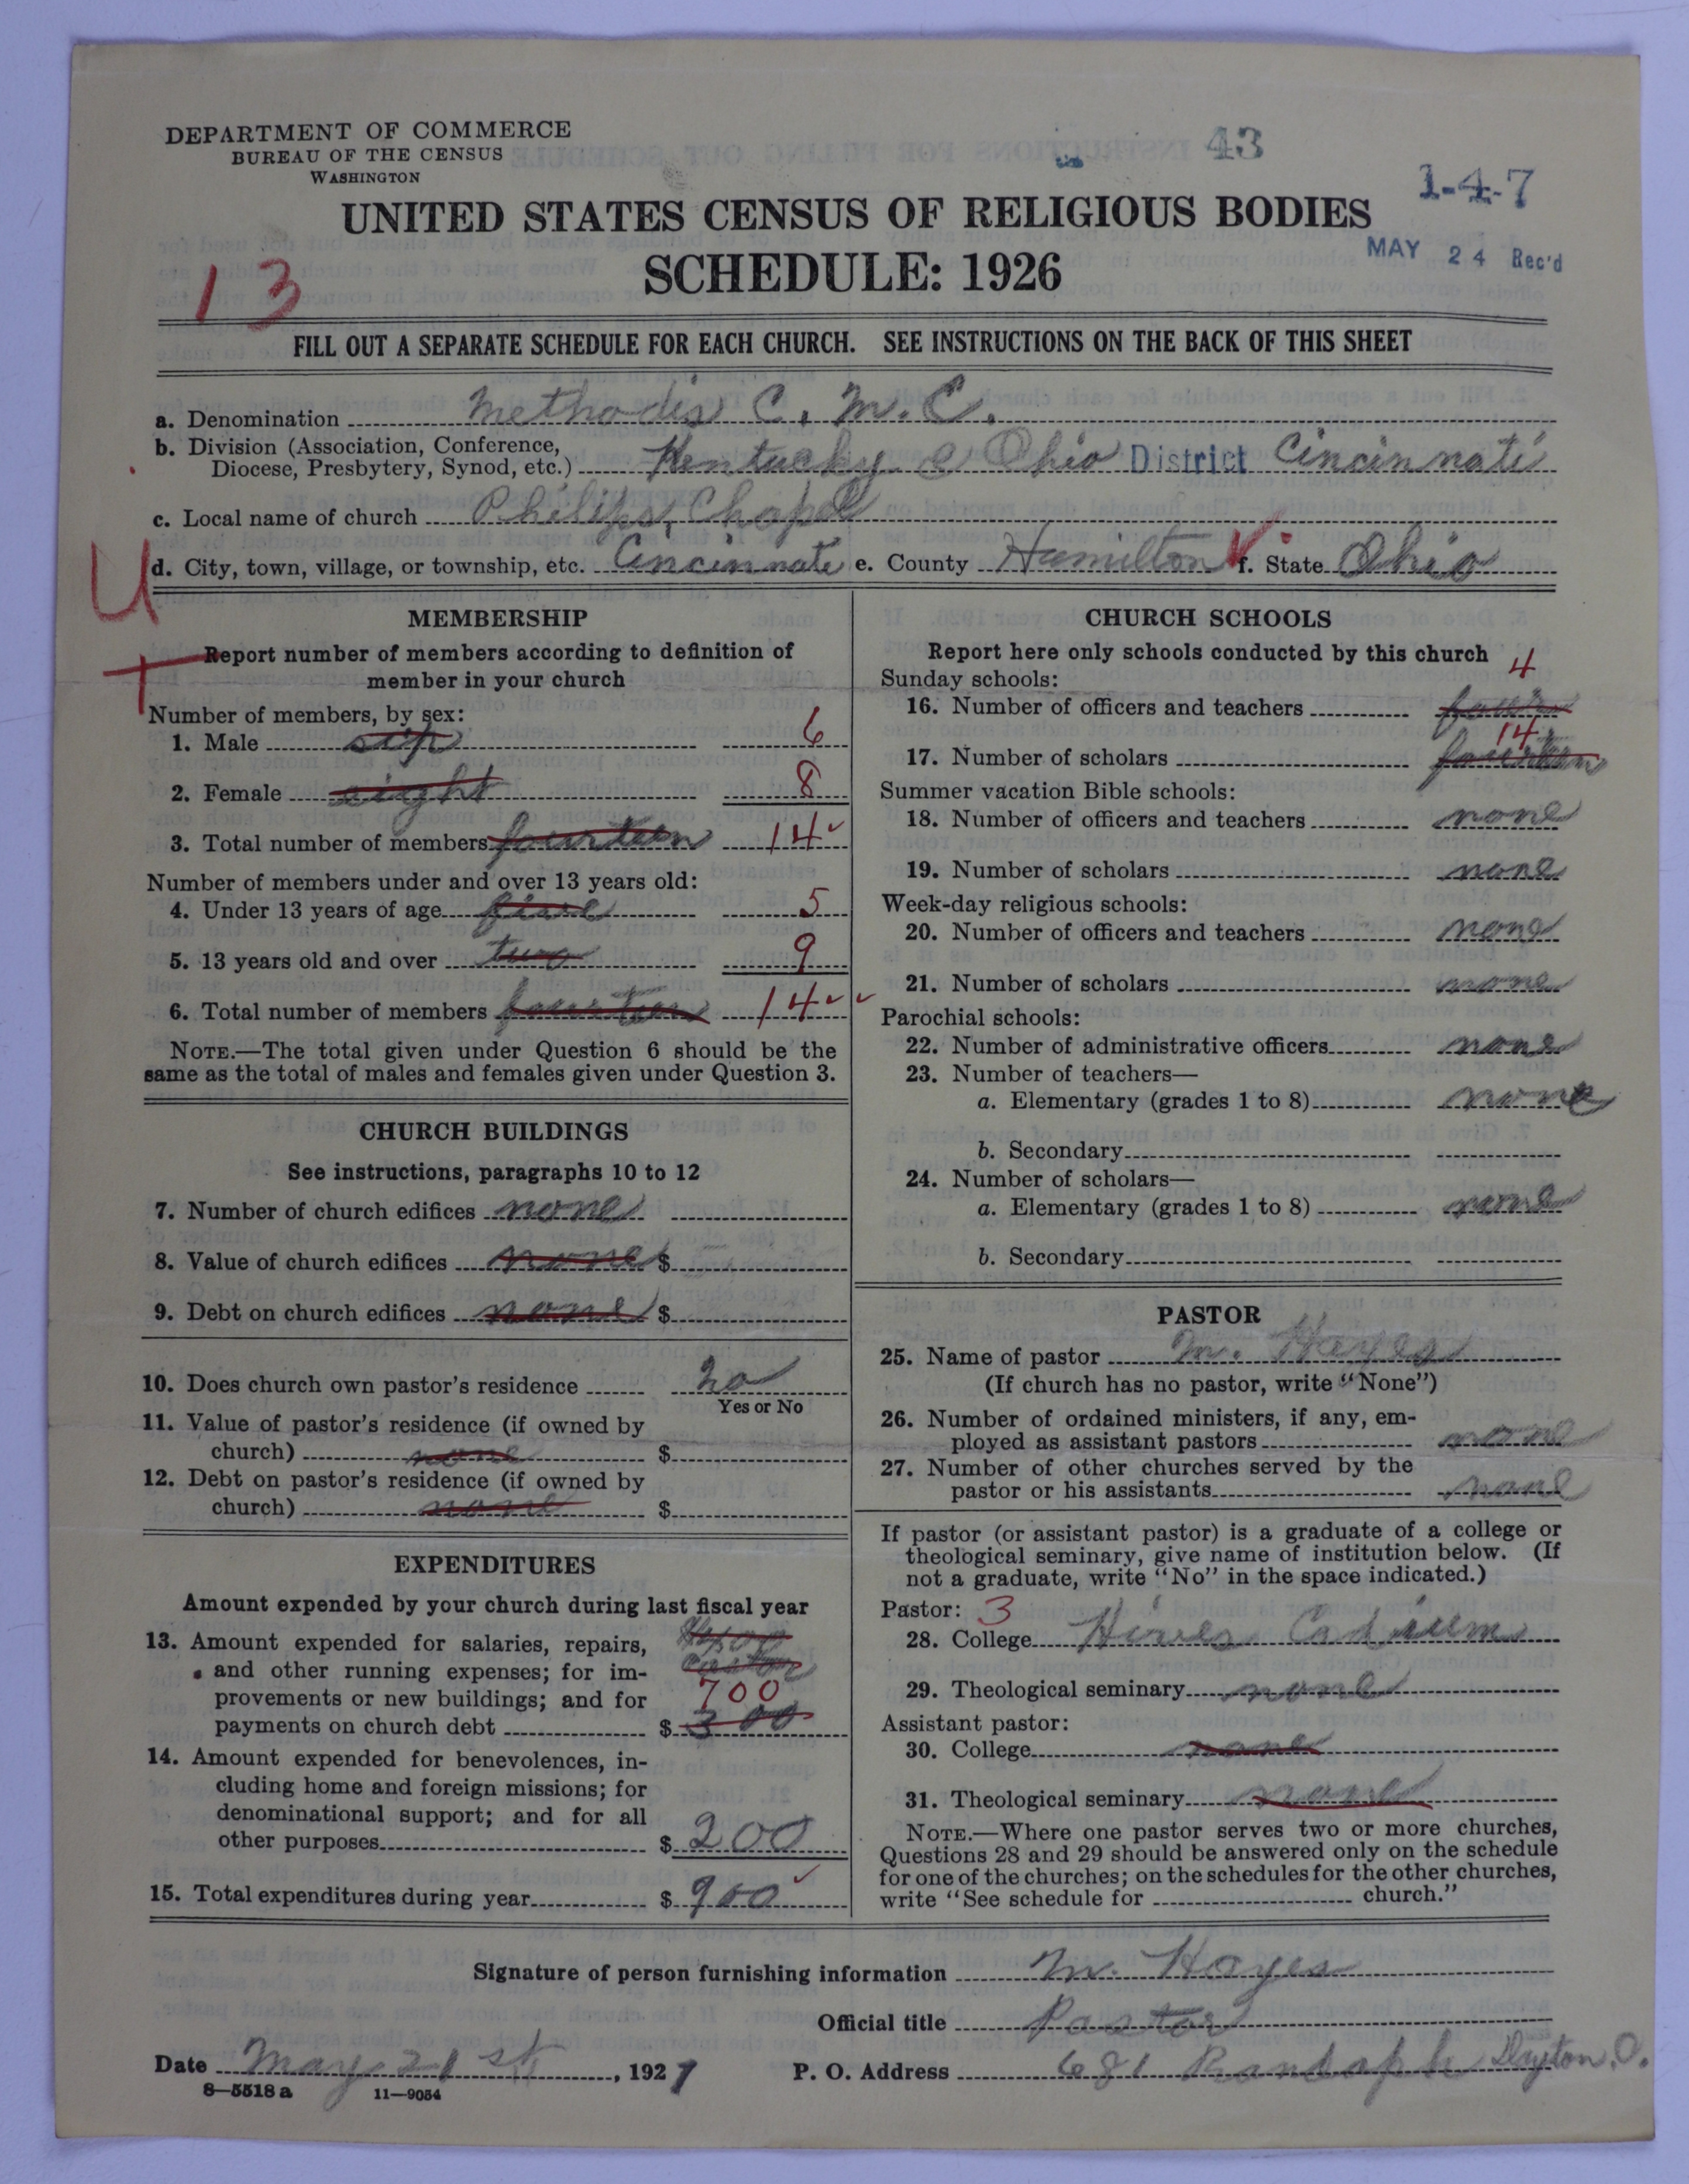 DEPARTMENT OF COMMERCE
BUREAU OF THE CENSUS
WASHINGTON
43
1-4-7
UNITED STATES CENSUS OF RELIGIOUS BODIES
MAY 24 Rec'd
SCHEDULE: 1926
13
FILL OUT A SEPARATE SCHEDULE FOR EACH CHURCH. SEE INSTRUCTIONS ON THE BACK OF THIS SHEET
a. Denomination Methodis C. M. C.
b. Division (Association, Conference,
Diocese, Presbytery, Synod, etc.) Kentucky & Ohio District Cincinnati
c. Local name of church Philips Chapel
U
d. City, town, village, or township, etc. Cincinnate e. County Hamilton f. State Ohio
MEMBERSHIP
Report number of members according to definition of
member in your church
Number of members, by sex:
1. Male six 6
2. Female eight 8
3. Total number of members fourteen 14
Number of members under and over 13 years old:
4. Under 13 years of age five 5
5. 13 years old and over two 9
6. Total number of members fourteen 14
NOTE.—The total given under Question 6 should be the
same as the total of males and females given under Question 3.
CHURCH BUILDINGS
See instructions, paragraphs 10 to 12
7. Number of church edifices none
8. Value of church edifices none $
9. Debt on church edifices none $
10. Does church own pastor's residence no
Yes or No
11. Value of pastor's residence (if owned by
church) none $
12. Debt on pastor's residence (if owned by
church) none $
EXPENDITURES
Amount expended by your church during last fiscal year
13. Amount expended for salaries, repairs,
and other running expenses; for im-
provements or new buildings; and for 700
payments on church debt $ 300
14. Amount expended for benevolences, in-
cluding home and foreign missions; for
denominational support; and for all
other purposes $ 200
15. Total expenditures during year $ 900
CHURCH SCHOOLS
Report here only schools conducted by this church
Sunday schools: 4
16. Number of officers and teachers four
14
17. Number of scholars fourteen
Summer vacation Bible schools:
18. Number of officers and teachers none
19. Number of scholars none
Week-day religious schools:
20. Number of officers and teachers none
21. Number of scholars none
Parochial schools:
22. Number of administrative officers none
23. Number of teachers—
a. Elementary (grades 1 to 8) none
b. Secondary
24. Number of scholars—
a. Elementary (grades 1 to 8) none
b. Secondary
PASTOR
25. Name of pastor M. Hayes
(If church has no pastor, write "None")
26. Number of ordained ministers, if any, em-
ployed as assistant pastors none
27. Number of other churches served by the
pastor or his assistants none
If pastor (or assistant pastor) is a graduate of a college or
theological seminary, give name of institution below. (If
not a graduate, write "No" in the space indicated.)
Pastor: 3
28. College
29. Theological seminary none
Assistant pastor:
30. College none
31. Theological seminary none
NOTE.—Where one pastor serves two or more churches,
Questions 28 and 29 should be answered only on the schedule
for one of the churches; on the schedules for the other churches,
write "See schedule for church."
Signature of person furnishing information M. Hayes
Official title Pastor
Date May 21st, 1927 P. O. Address 681 Randaph Dayton, O.
8—5518a 11—9054